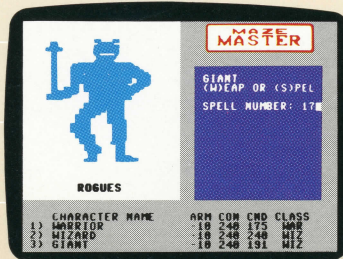 MAZE
MASTER
GIANT
(W)EAP OR (S)PEL
SPELL NUMBER: 17
ROGUES
CHARACTER NAME ARM CON CND CLASS
1) WARRIOR -10 240 175 WAR
2) WIZARD -10 240 240 WIZ
3) GIANT -10 240 191 WIZ